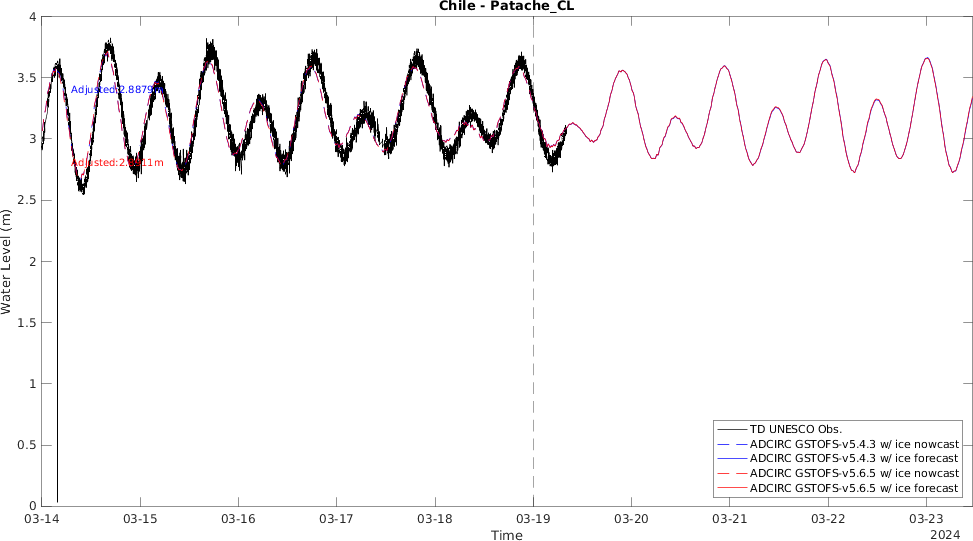 Chile - Patache_CL
4
3.5
3
2.5
2
1.5
1
0.5
0
Water Level (m)
Adjusted:2.8879m
03-14
03-15
03-16
03-17
03-18
03-19
03-20
03-21
03-22
03-23
Time
2024
TD UNESCO Obs.
ADCIRC GSTOFS-v5.4.3 w/ ice nowcast
ADCIRC GSTOFS-v5.4.3 w/ ice forecast
ADCIRC GSTOFS-v5.6.5 w/ ice nowcast
ADCIRC GSTOFS-v5.6.5 w/ ice forecast